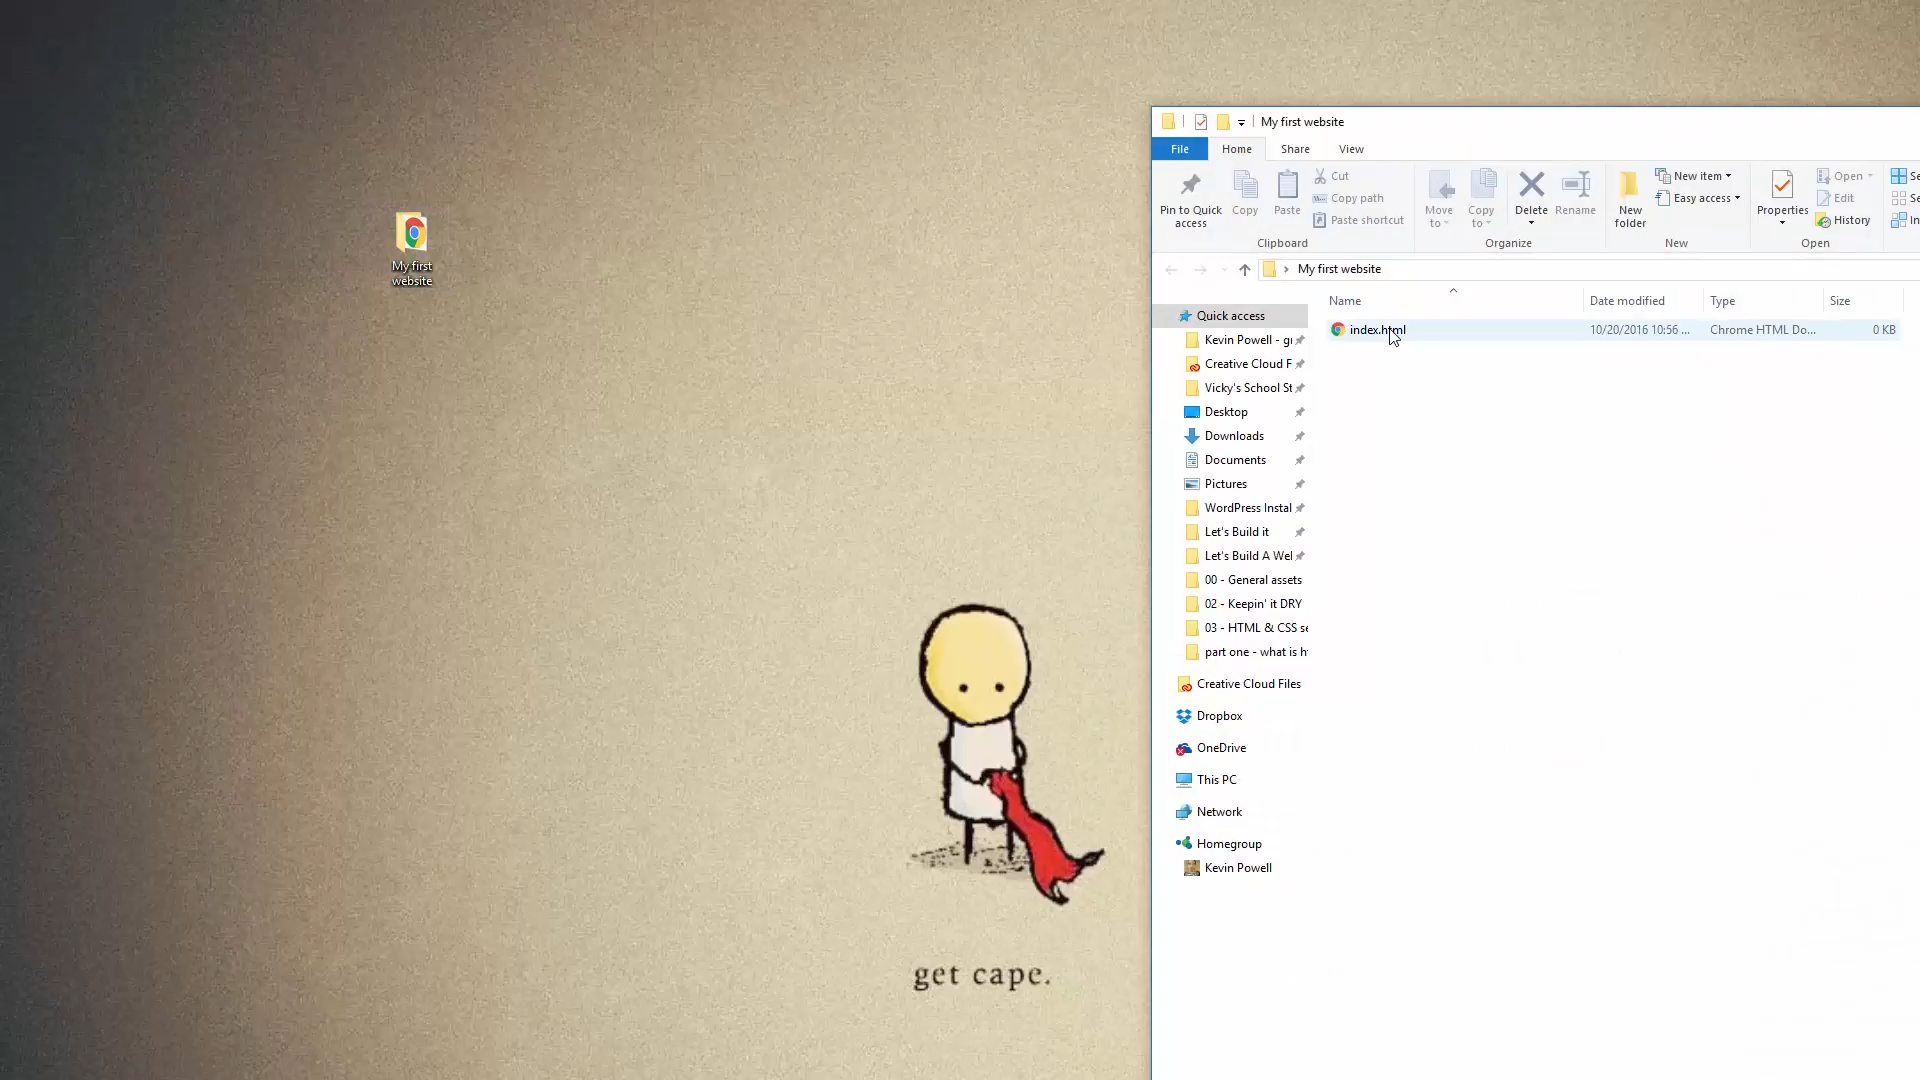 My first website
File Home Share View
Pin to Quick access
Copy
Paste
Cut
Copy path
Paste shortcut
Move to
Copy to
Delete
Rename
New folder
New item
Easy access
Properties
Open
Edit
History
Clipboard
Organize
New
Open
My first website
Name Date modified Type Size
index.html 10/20/2016 10:56 ... Chrome HTML Do... 0 KB
Quick access
Kevin Powell -
Creative Cloud F
Vicky's School St
Desktop
Downloads
Documents
Pictures
WordPress Instal
Let's Build it
Let's Build A
00 - General assets
02 - Keepin' it DRY
03 - HTML & CSS se
part one - what is
Creative Cloud Files
Dropbox
OneDrive
This PC
Network
Homegroup
Kevin Powell
My first
website
get cape.